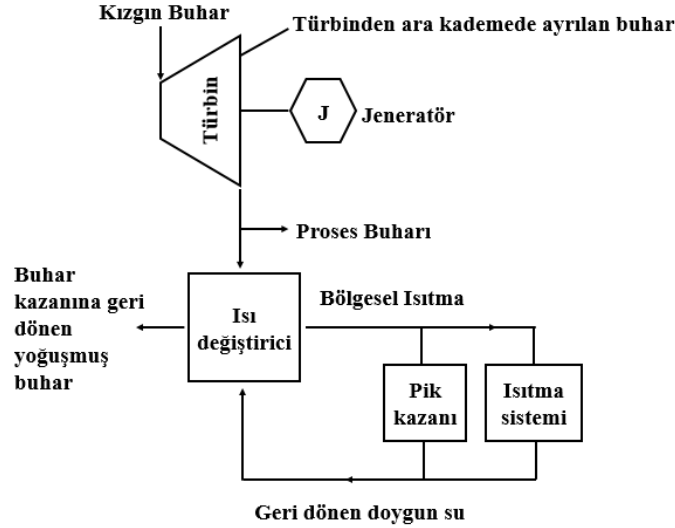 Kızgın Buhar
Türbinden ara kademede ayrılan buhar
Türbin
J
Jeneratör
Proses Buharı
Buhar
kazanına geri
dönen
yoğuşmuş
buhar
Isı
değiştirici
Bölgesel Isıtma
Pik
kazanı
Isıtma
sistemi
Geri dönen doygun su